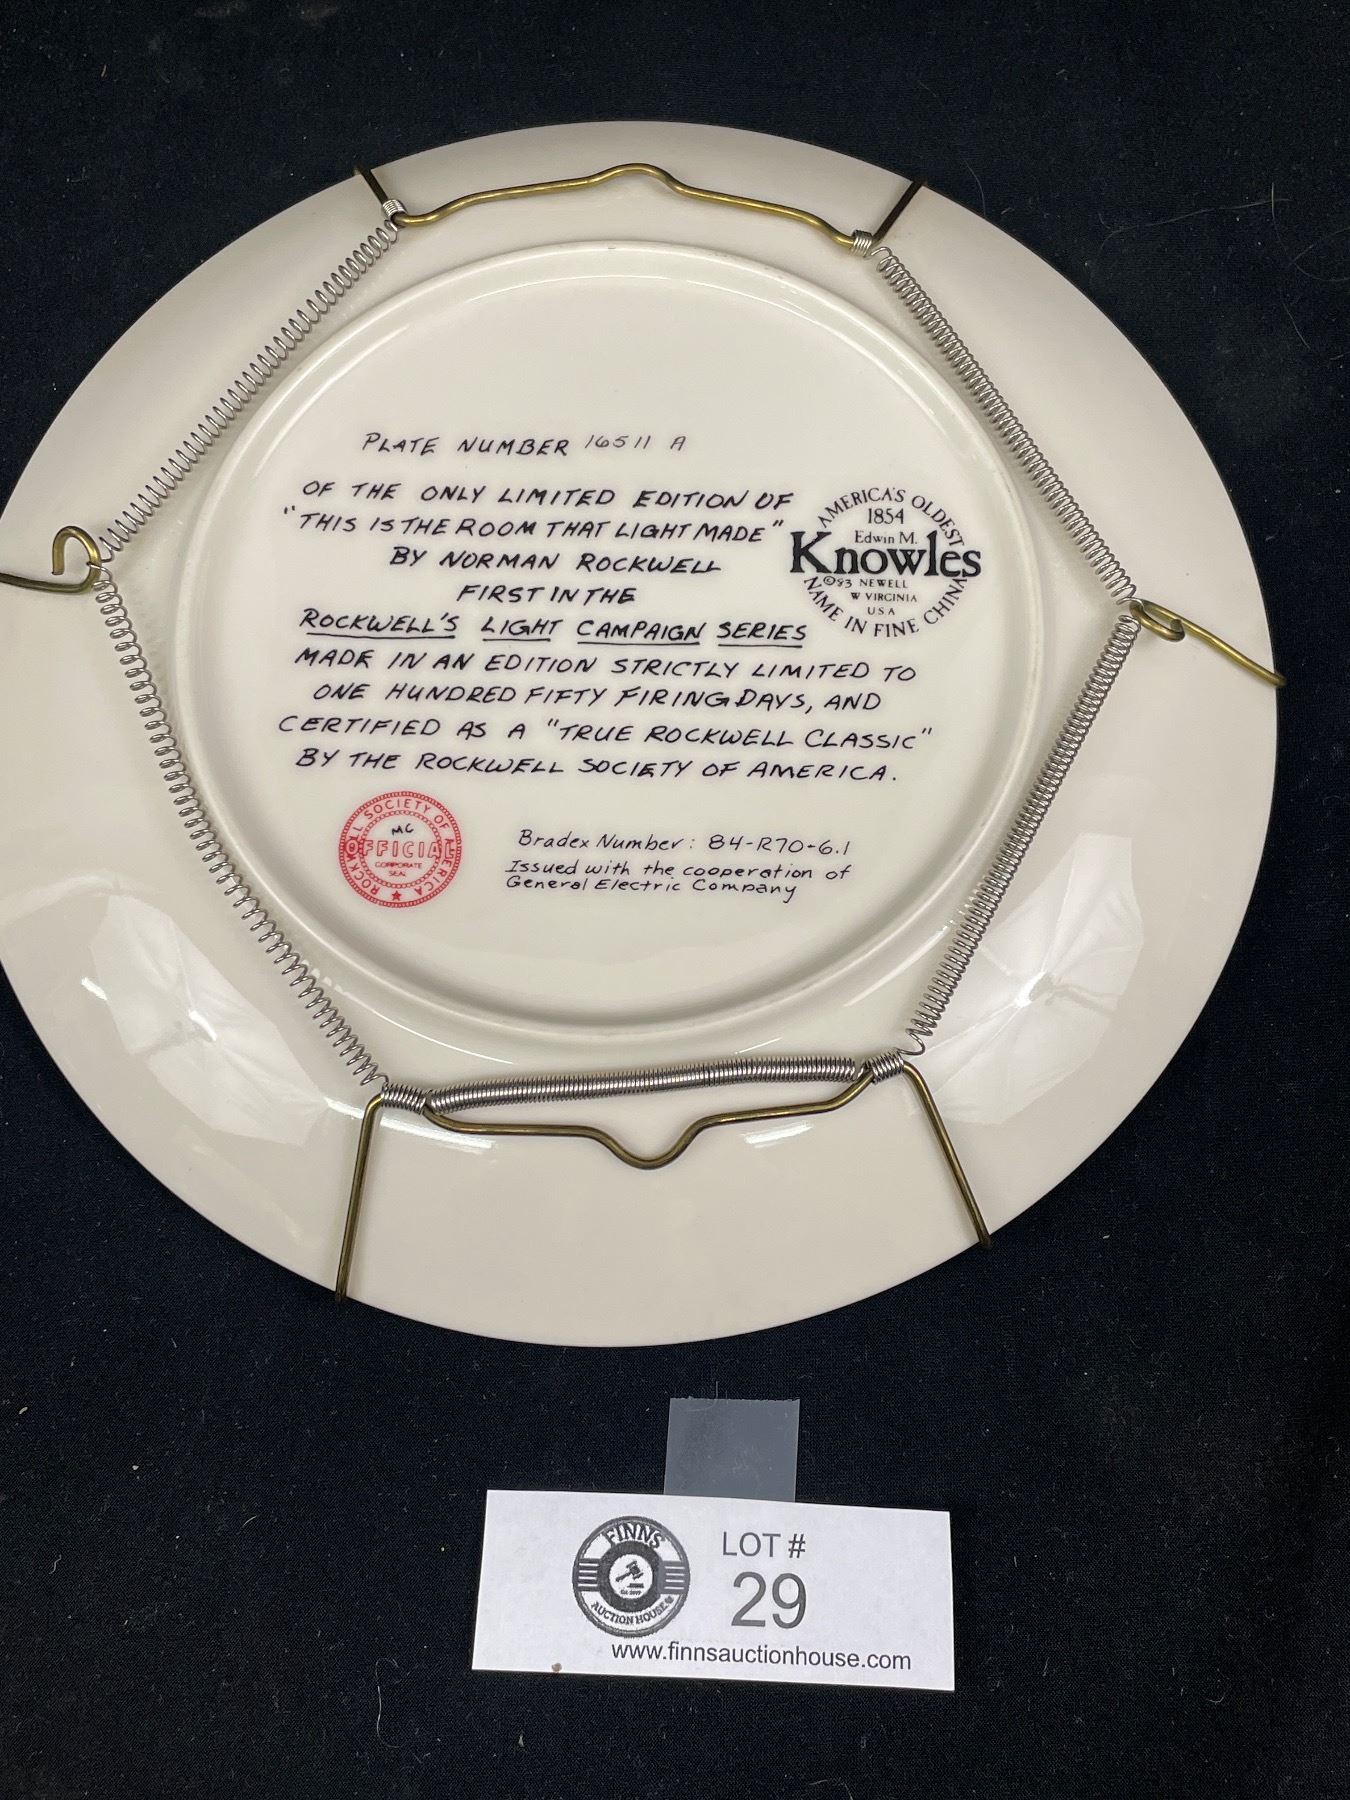 PLATE NUMBER 16511 A
OF THE ONLY LIMITED EDITION OF
"THIS IS THE ROOM THAT LIGHT MADE"
BY NORMAN ROCKWELL
FIRST IN THE
ROCKWELL'S LIGHT CAMPAIGN SERIES
MADE IN AN EDITION STRICTLY LIMITED TO
ONE HUNDRED FIFTY FIRING DAYS, AND
CERTIFIED AS A "TRUE ROCKWELL CLASSIC"
BY THE ROCKWELL SOCIETY OF AMERICA.
AMERICA'S OLDEST
1854
Edwin M.
Knowles
©93 NEWELL
W VIRGINIA
USA
NAME IN FINE CHINA
ROCKWELL SOCIETY OF AMERICA
MC
OFFICIAL
CORPORATE
SEAL
Bradex Number: 84-R70-6.1
Issued with the cooperation of
General Electric Company
FINNS
AUCTION HOUSE
LOT #
29
www.finnsauctionhouse.com